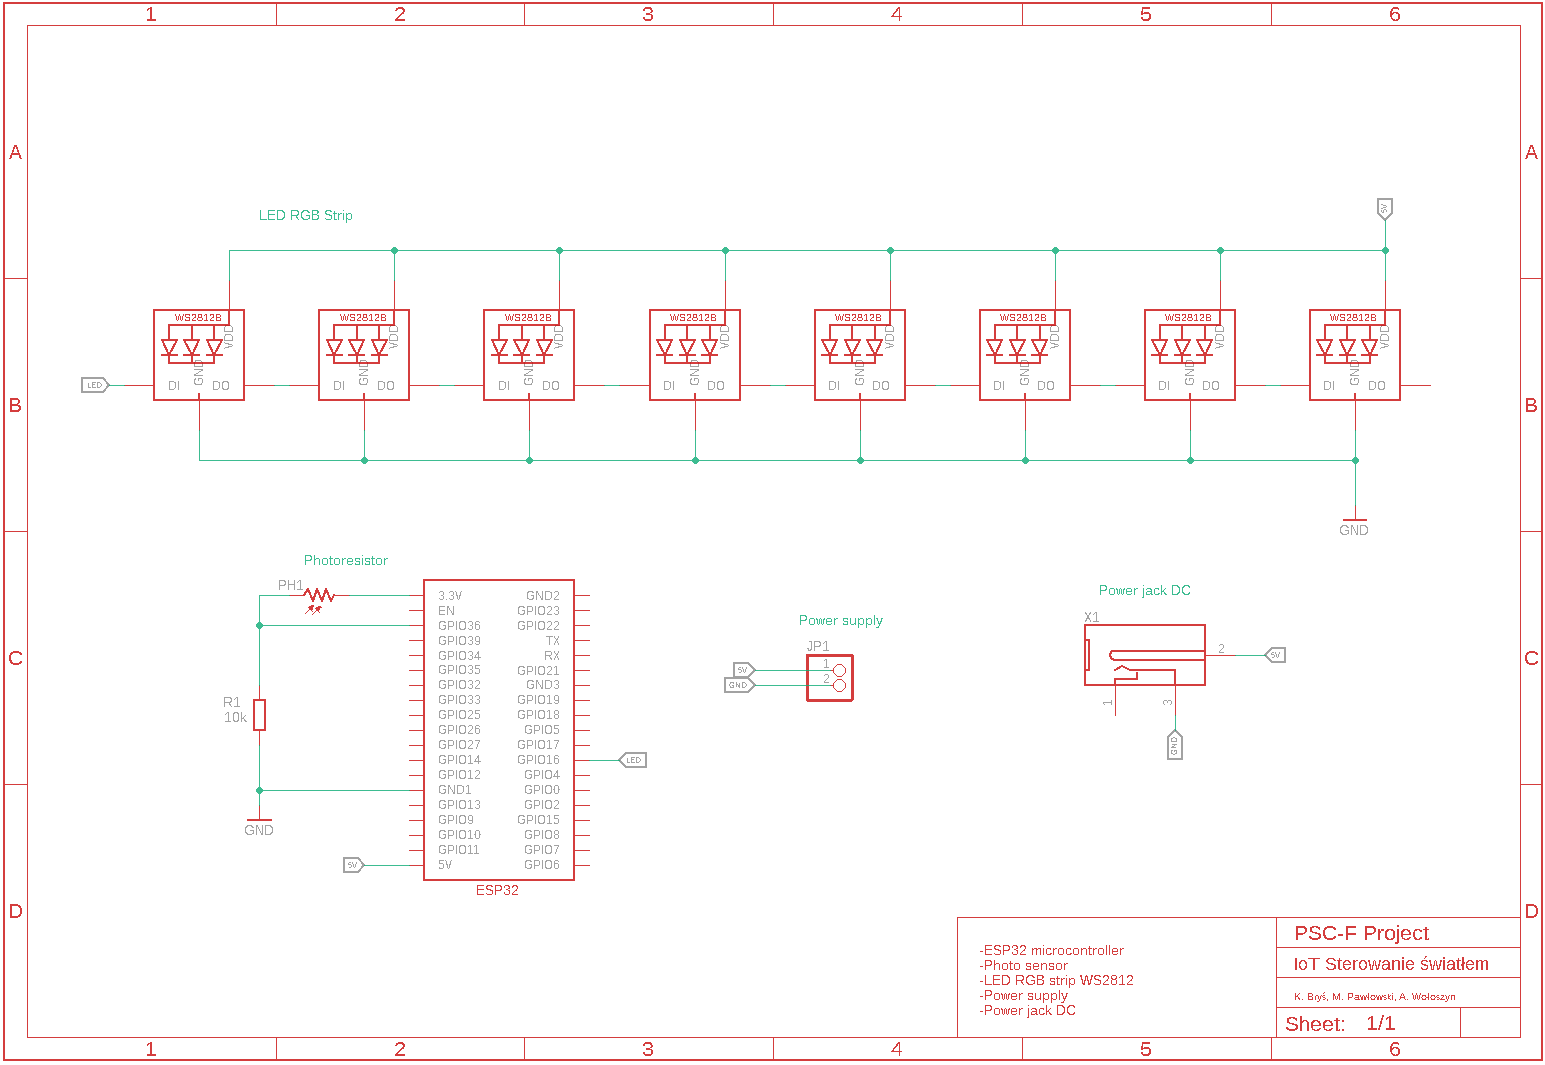 1 2 3 4 5 6
A A
LED RGB Strip
5V
WS2812B WS2812B WS2812B WS2812B WS2812B WS2812B WS2812B WS2812B
VDD VDD VDD VDD VDD VDD VDD VDD
GND GND GND GND GND GND GND GND
LED DI DO DI DO DI DO DI DO DI DO DI DO DI DO DI DO
B B
GND
Photoresistor
PH1
R1
10k
GND
5V
3.3V GND2
EN GPIO23
GPIO36 GPIO22
GPIO39 TX
GPIO34 RX
GPIO35 GPIO21
GPIO32 GND3
GPIO33 GPIO19
GPIO25 GPIO18
GPIO26 GPIO5
GPIO27 GPIO17
GPIO14 GPIO16 LED
GPIO12 GPIO4
GND1 GPIO0
GPIO13 GPIO2
GPIO9 GPIO15
GPIO10 GPIO8
GPIO11 GPIO7
5V GPIO6
ESP32
Power supply
JP1
5V 1
GND 2
Power jack DC
X1
2 5V
1 3
GND
C C
D D
-ESP32 microcontroller
-Photo sensor
-LED RGB strip WS2812
-Power supply
-Power jack DC
PSC-F Project
IoT Sterowanie światłem
K. Bryś, M. Pawłowski, A. Wołoszyn
Sheet: 1/1
1 2 3 4 5 6